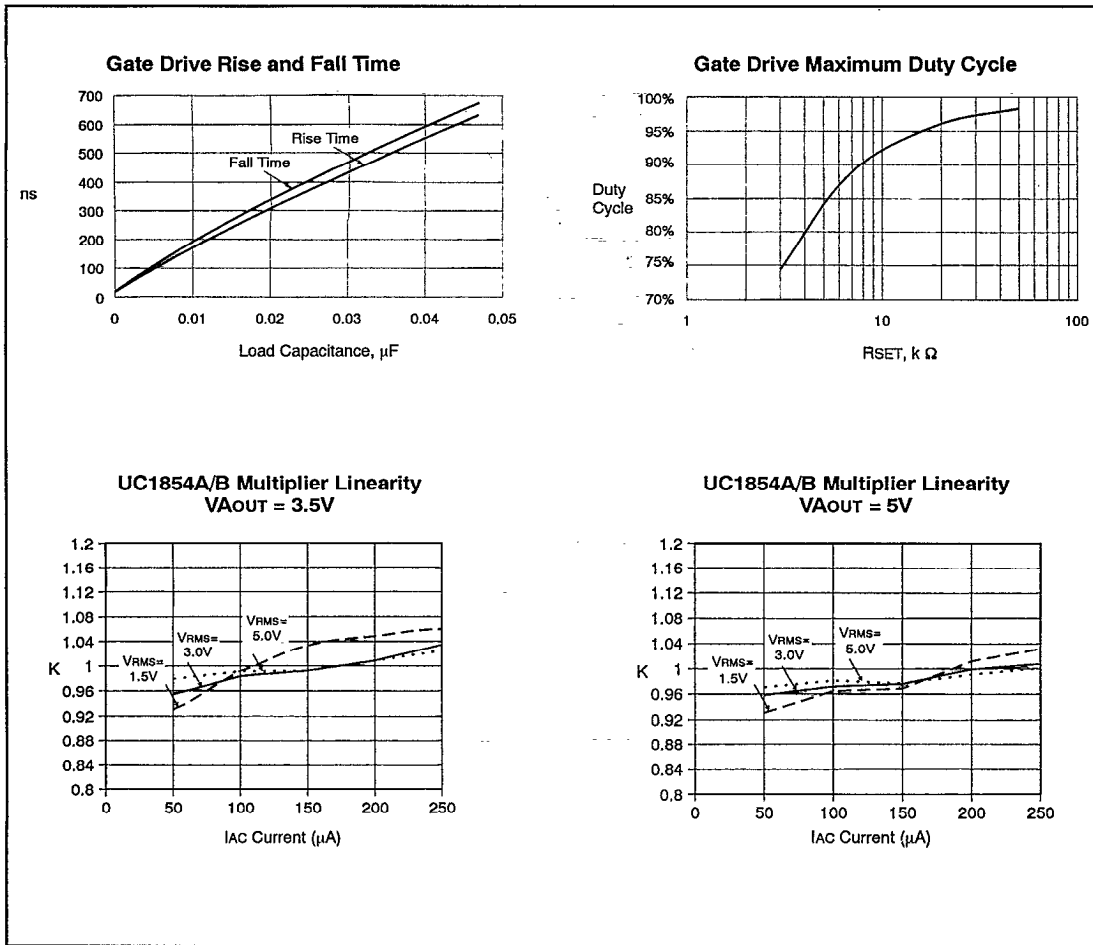 Gate Drive Rise and Fall Time
700
600
500
400
300
200
100
0
ns
Rise Time
Fall Time
0 0.01 0.02 0.03 0.04 0.05
Load Capacitance, µF
Gate Drive Maximum Duty Cycle
100%
95%
90%
85%
80%
75%
70%
Duty
Cycle
1 10 100
RSET, k Ω
UC1854A/B Multiplier Linearity
VAOUT = 3.5V
1.2
1.16
1.12
1.08
1.04
1
0.96
0.92
0.88
0.84
0.8
K
VRMS=
1.5V
VRMS=
3.0V
VRMS=
5.0V
0 50 100 150 200 250
IAC Current (µA)
UC1854A/B Multiplier Linearity
VAOUT = 5V
1.2
1.16
1.12
1.08
1.04
1
0.96
0.92
0.88
0.84
0.8
K
VRMS=
1.5V
VRMS=
3.0V
VRMS=
5.0V
0 50 100 150 200 250
IAC Current (µA)